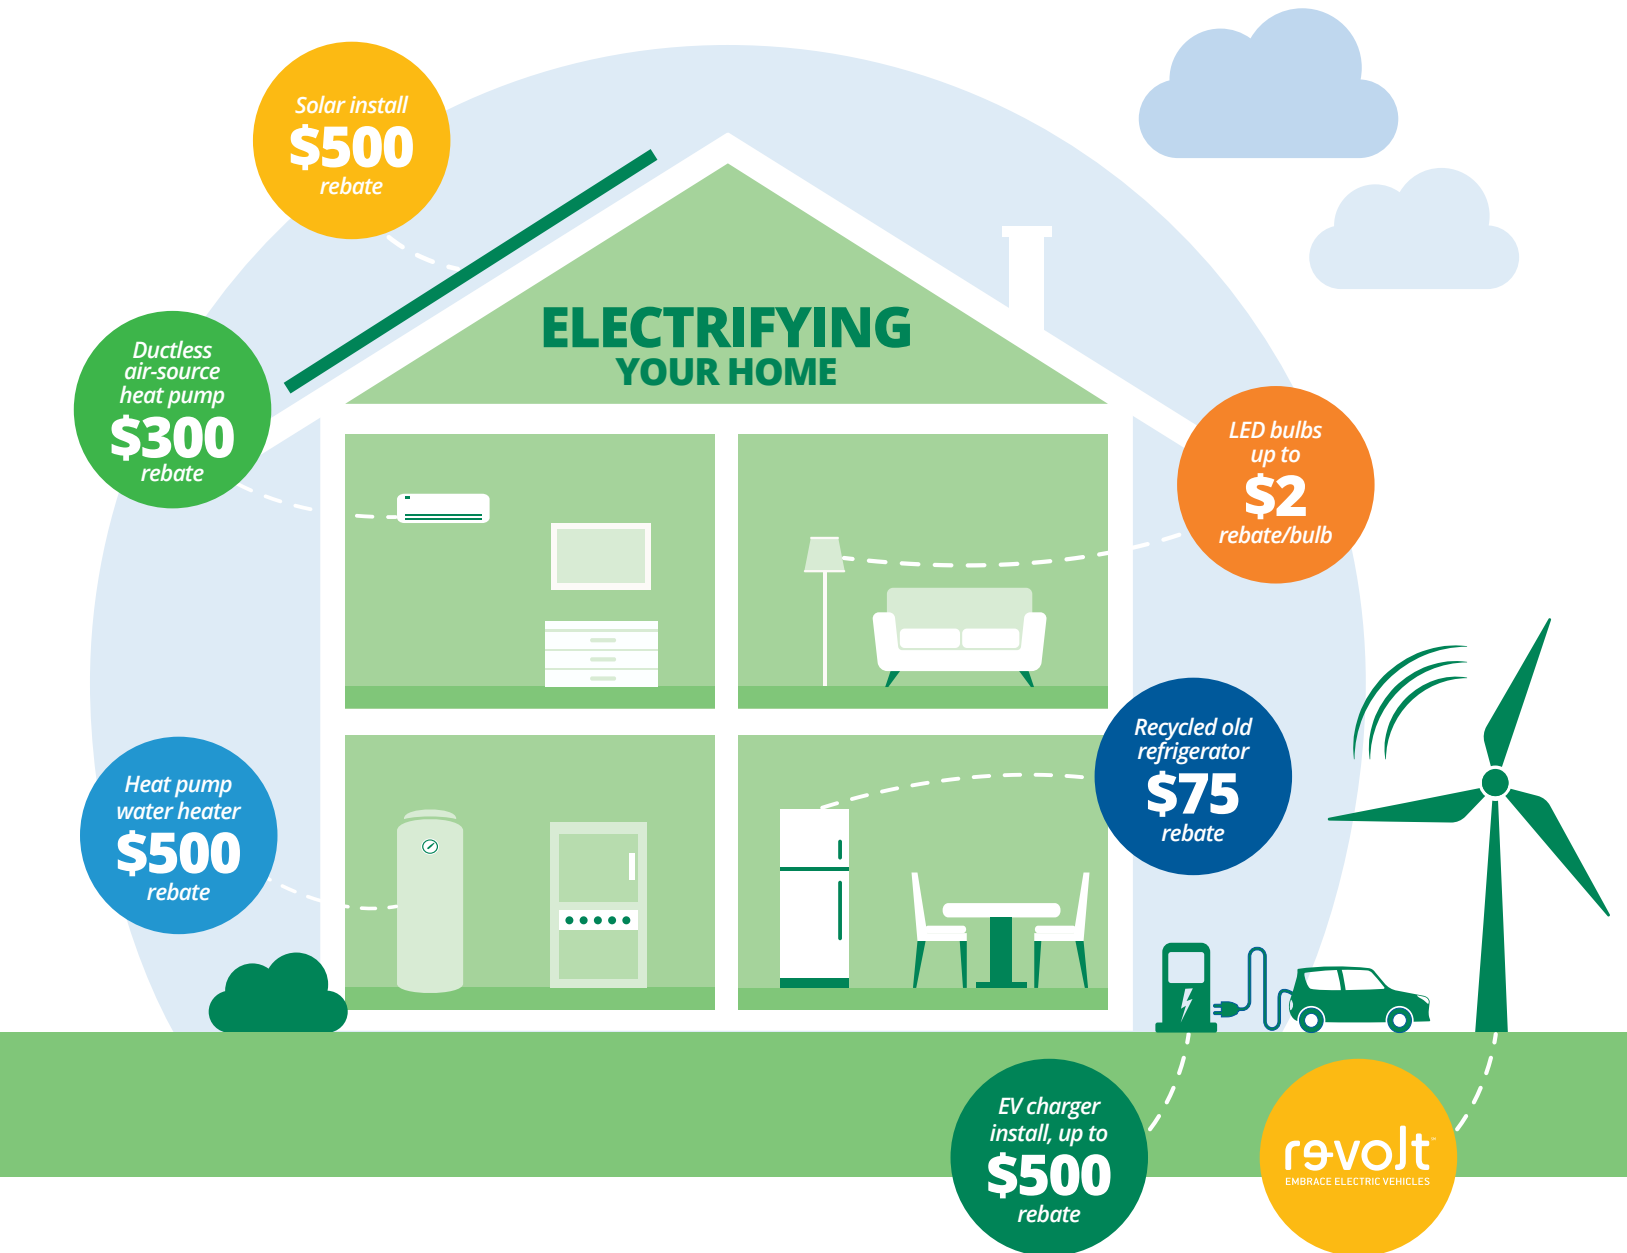 Solar install
$500
rebate
ELECTRIFYING
YOUR HOME
Ductless
air-source
heat pump
$300
rebate
LED bulbs
up to
$2
rebate/bulb
Recycled old
refrigerator
$75
rebate
Heat pump
water heater
$500
rebate
EV charger
install, up to
$500
rebate
revolt™
EMBRACE ELECTRIC VEHICLES